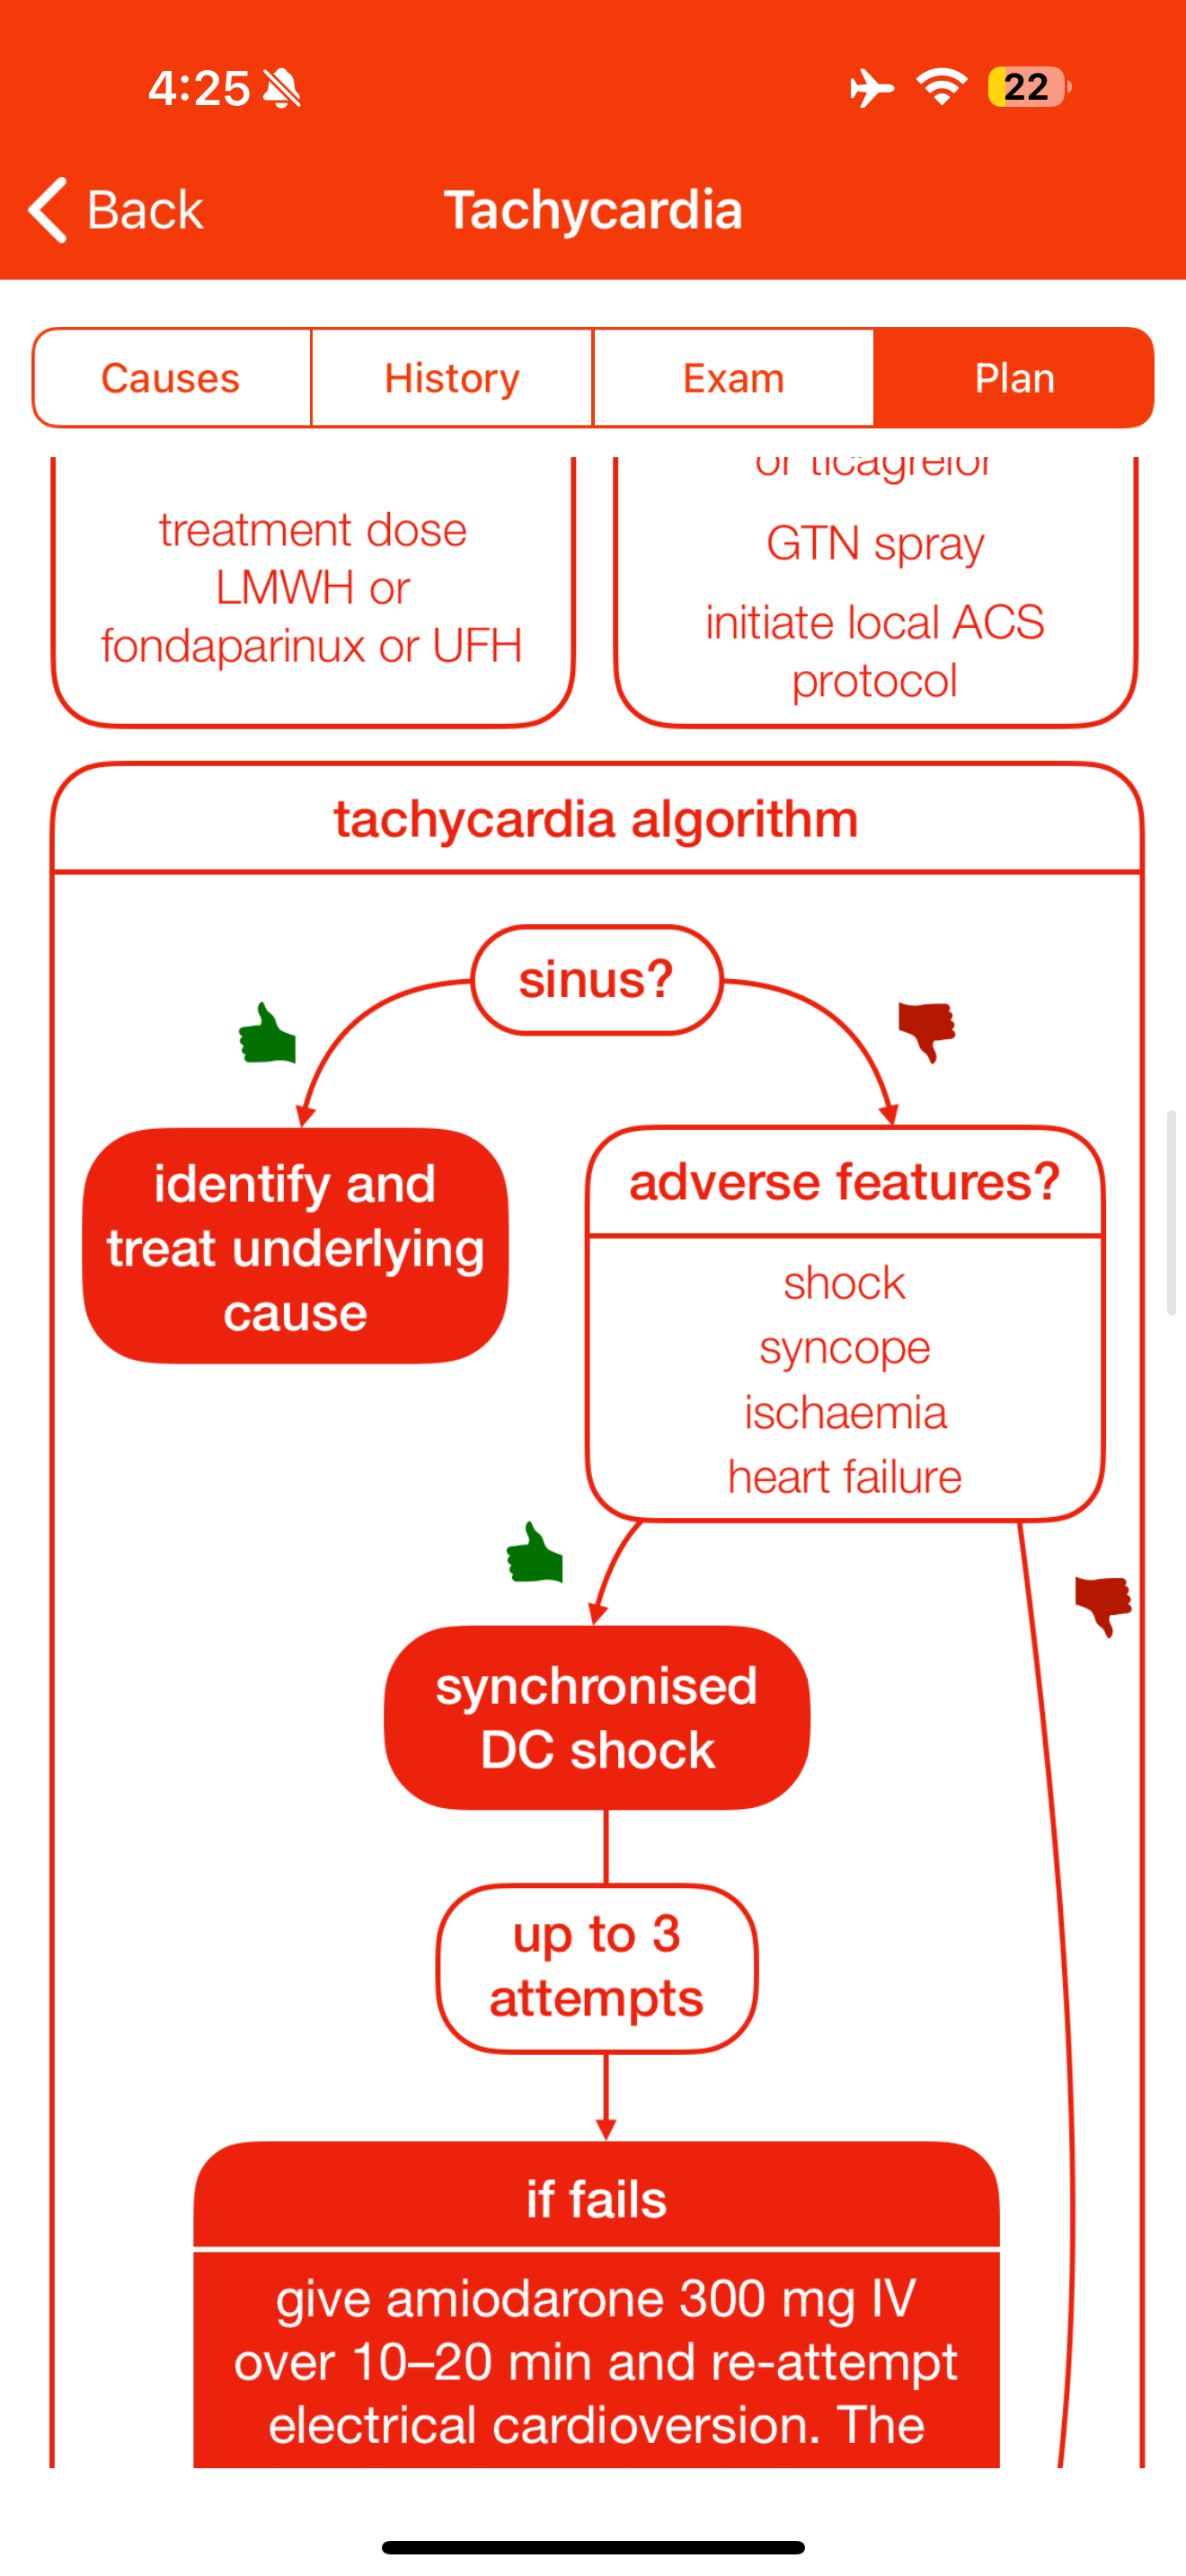 4:25
22
Back
Tachycardia
Causes
History
Exam
Plan
treatment dose
LMWH or
fondaparinux or UFH
or ticagrelor
GTN spray
initiate local ACS
protocol
tachycardia algorithm
sinus?
identify and
treat underlying
cause
adverse features?
shock
syncope
ischaemia
heart failure
synchronised
DC shock
up to 3
attempts
if fails
give amiodarone 300 mg IV
over 10–20 min and re-attempt
electrical cardioversion. The